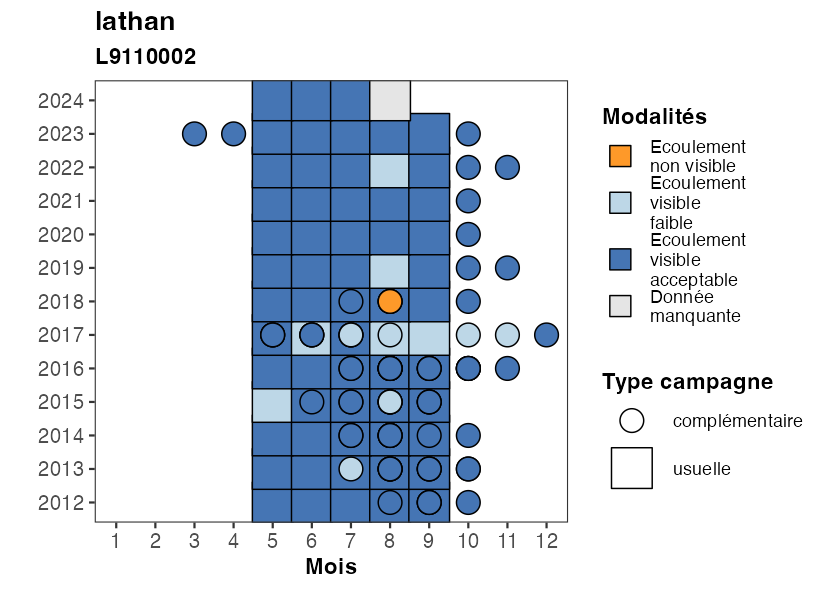 lathan
L9110002
2024
2023
2022
2021
2020
2019
2018
2017
2016
2015
2014
2013
2012
1 2 3 4 5 6 7 8 9 10 11 12
Mois
Modalités
Ecoulement
non visible
Ecoulement
visible
faible
Ecoulement
visible
acceptable
Donnée
manquante
Type campagne
complémentaire
usuelle